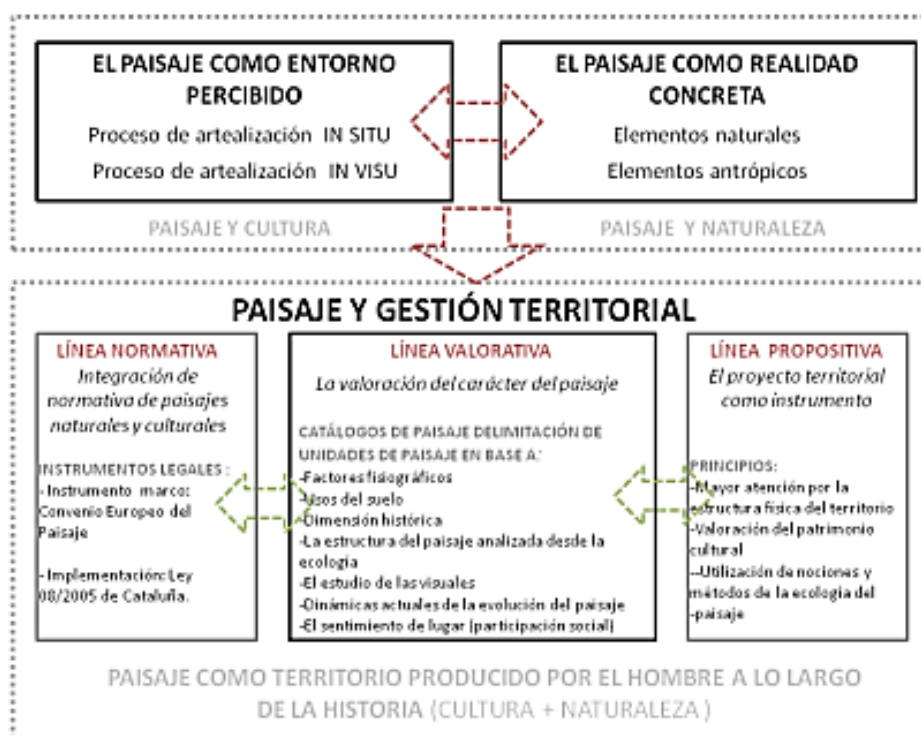 EL PAISAJE COMO ENTORNO
PERCIBIDO
Proceso de artealización IN SITU
Proceso de artealización IN VISU
EL PAISAJE COMO REALIDAD
CONCRETA
Elementos naturales
Elementos antrópicos
PAISAJE Y CULTURA
PAISAJE Y NATURALEZA
PAISAJE Y GESTIÓN TERRITORIAL
LÍNEA NORMATIVA
Integración de
normativa de paisajes
naturales y culturales
INSTRUMENTOS LEGALES :
-Instrumento marco:
Convenio Europeo del
Paisaje
- Implementación: Ley
08/2005 de Cataluña.
LÍNEA VALORATIVA
La valoración del carácter del paisaje
CATÁLOGOS DE PAISAJE DELIMITACIÓN DE
UNIDADES DE PAISAJE EN BASE A:
-Factores fisiográficos
-Usos del suelo
-Dimensión histórica
-La estructura del paisaje analizada desde la
ecología
-El estudio de las visuales
-Dinámicas actuales de la evolución del paisaje
-El sentimiento de lugar (participación social)
LÍNEA PROPOSITIVA
El proyecto territorial
como instrumento
PRINCIPIOS:
-Mayor atención por la
estructura física del territorio
-Valoración del patrimonio
cultural
--Utilización de nociones y
métodos de la ecología del
-paisaje
PAISAJE COMO TERRITORIO PRODUCIDO POR EL HOMBRE A LO LARGO
DE LA HISTORIA (CULTURA + NATURALEZA )